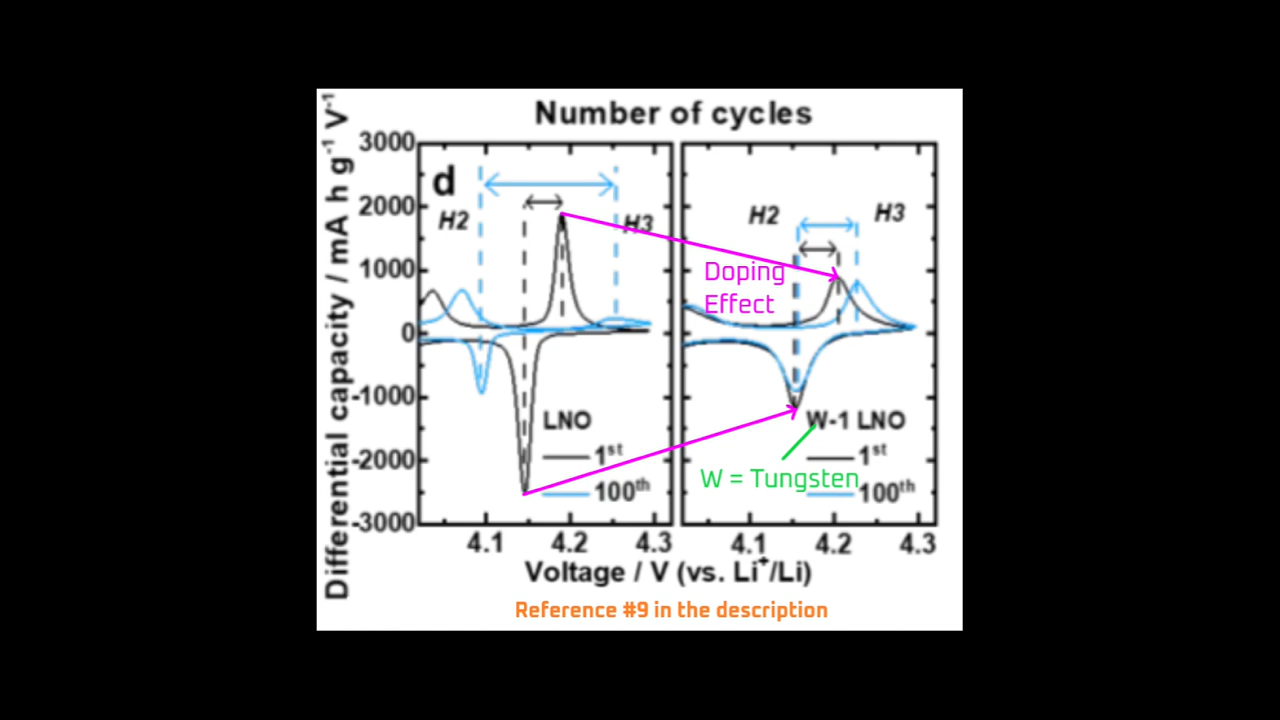 Number of cycles
Differential capacity / mA h g⁻¹ V⁻¹
3000
2000
1000
0
-1000
-2000
-3000
d
H2
H3
LNO
1st
100th
4.1
4.2
4.3
H2
H3
Doping
Effect
W-1 LNO
1st
W = Tungsten
100th
4.1
4.2
4.3
Voltage / V (vs. Li⁺/Li)
Reference #9 in the description